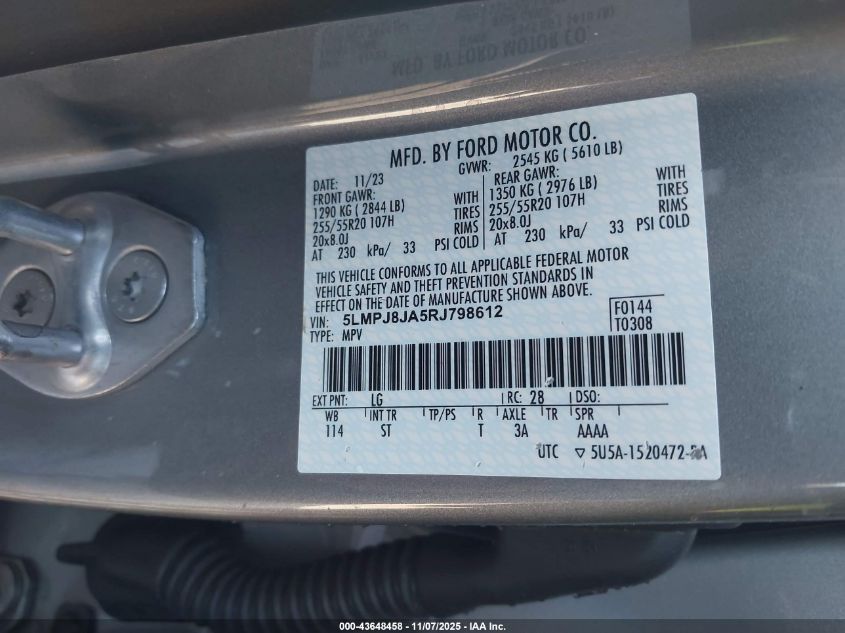 MFD. BY FORD MOTOR CO.
DATE: 11/23 GVWR: 2545 KG ( 5610 LB)
FRONT GAWR: WITH REAR GAWR: WITH
1290 KG ( 2844 LB) TIRES 1350 KG ( 2976 LB) TIRES
255/55R20 107H RIMS 255/55R20 107H RIMS
20x8.0J 20x8.0J
AT 230 kPa/ 33 PSI COLD AT 230 kPa/ 33 PSI COLD
THIS VEHICLE CONFORMS TO ALL APPLICABLE FEDERAL MOTOR
VEHICLE SAFETY AND THEFT PREVENTION STANDARDS IN
EFFECT ON THE DATE OF MANUFACTURE SHOWN ABOVE.
VIN: 5LMPJ8JA5RJ798612 F0144
TYPE: MPV T0308
EXT PNT: LG RC: 28 DSO:
WB INT TR TP/PS R AXLE TR SPR
114 ST T 3A AAAA
UTC ▽ 5U5A-1520472-
000-43648458 - 11/07/2025 - IAA Inc.